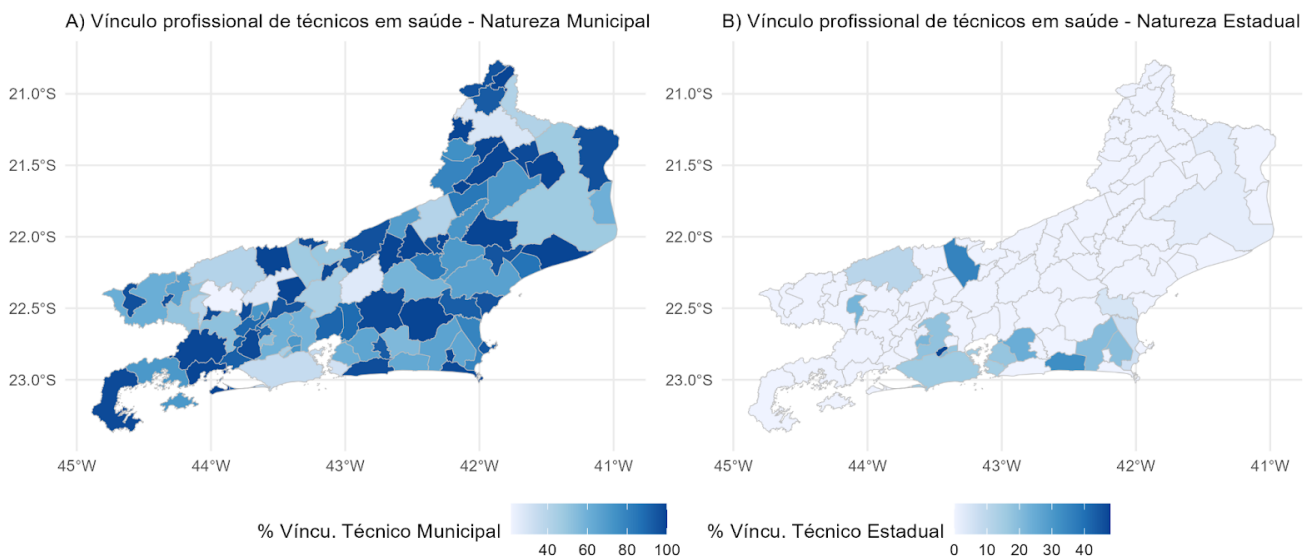 A) Vínculo profissional de técnicos em saúde - Natureza Municipal
B) Vínculo profissional de técnicos em saúde - Natureza Estadual
21.0°S
21.5°S
22.0°S
22.5°S
23.0°S
45°W 44°W 43°W 42°W 41°W
21.0°S
21.5°S
22.0°S
22.5°S
23.0°S
45°W 44°W 43°W 42°W 41°W
% Víncu. Técnico Municipal
40 60 80 100
% Víncu. Técnico Estadual
0 10 20 30 40